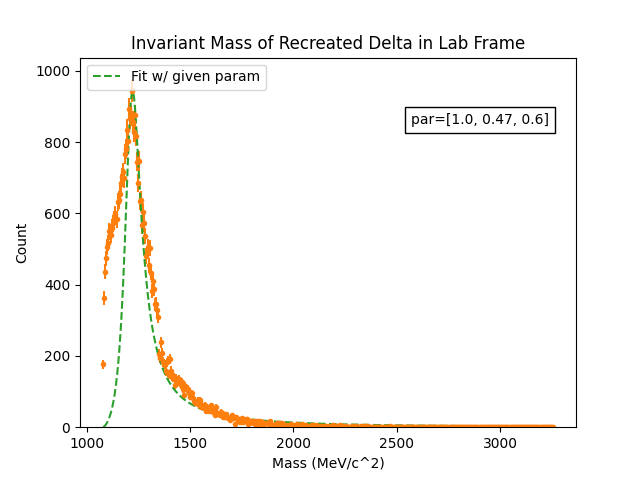 Invariant Mass of Recreated Delta in Lab Frame
Fit w/ given param
par=[1.0, 0.47, 0.6]
1000
800
600
400
200
0
Count
1000 1500 2000 2500 3000
Mass (MeV/c^2)